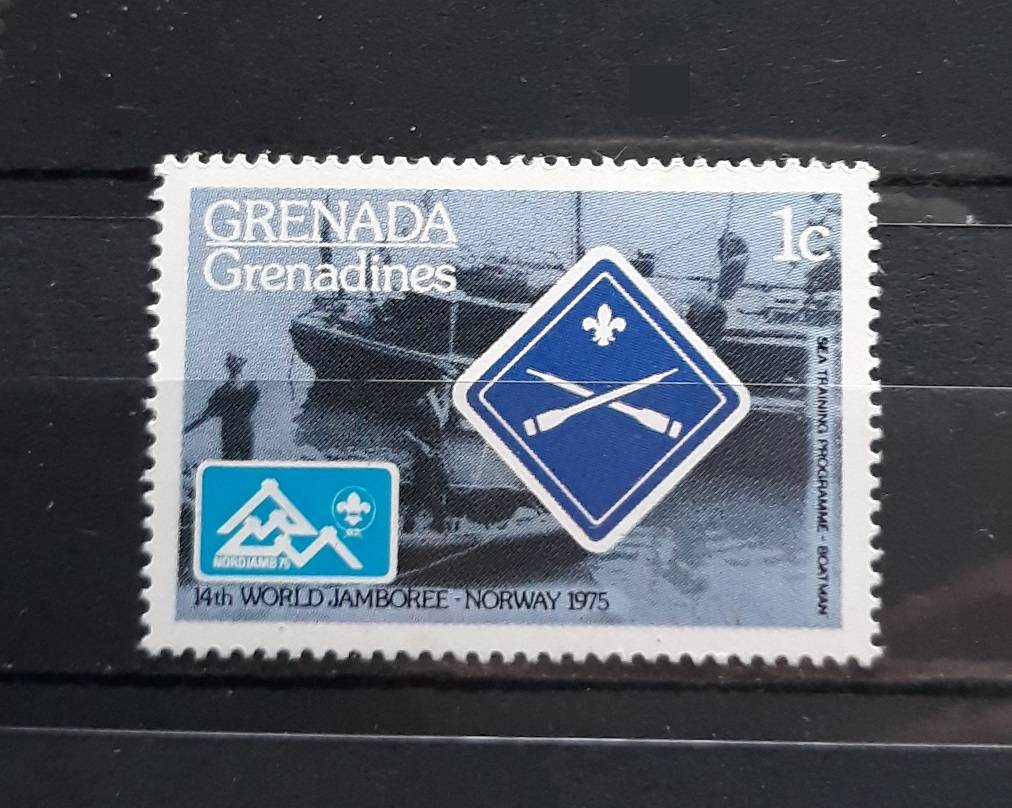 GRENADA
Grenadines
1c
SEA TRAINING PROGRAMME - BOATMAN
NORDJAMB 75
14th WORLD JAMBOREE - NORWAY 1975